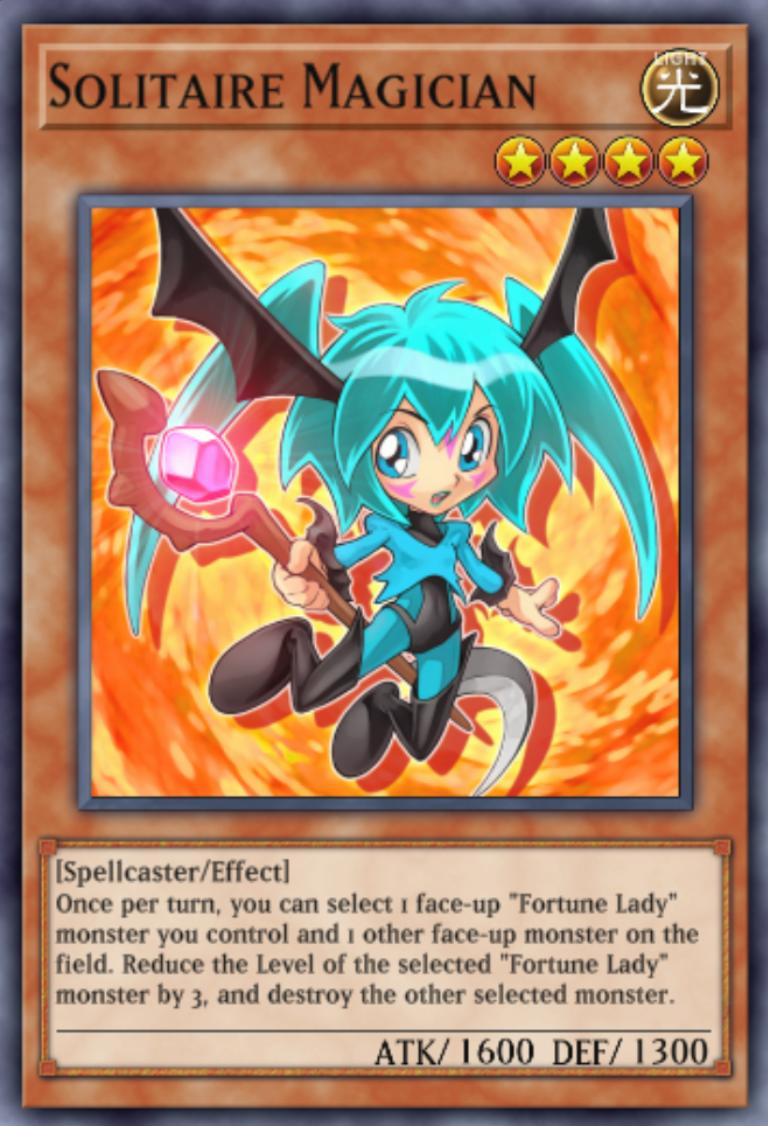 Solitaire Magician
LIGHT
光
[Spellcaster/Effect]
Once per turn, you can select 1 face-up "Fortune Lady"
monster you control and 1 other face-up monster on the
field. Reduce the Level of the selected "Fortune Lady"
monster by 3, and destroy the other selected monster.
ATK/ 1600 DEF/ 1300